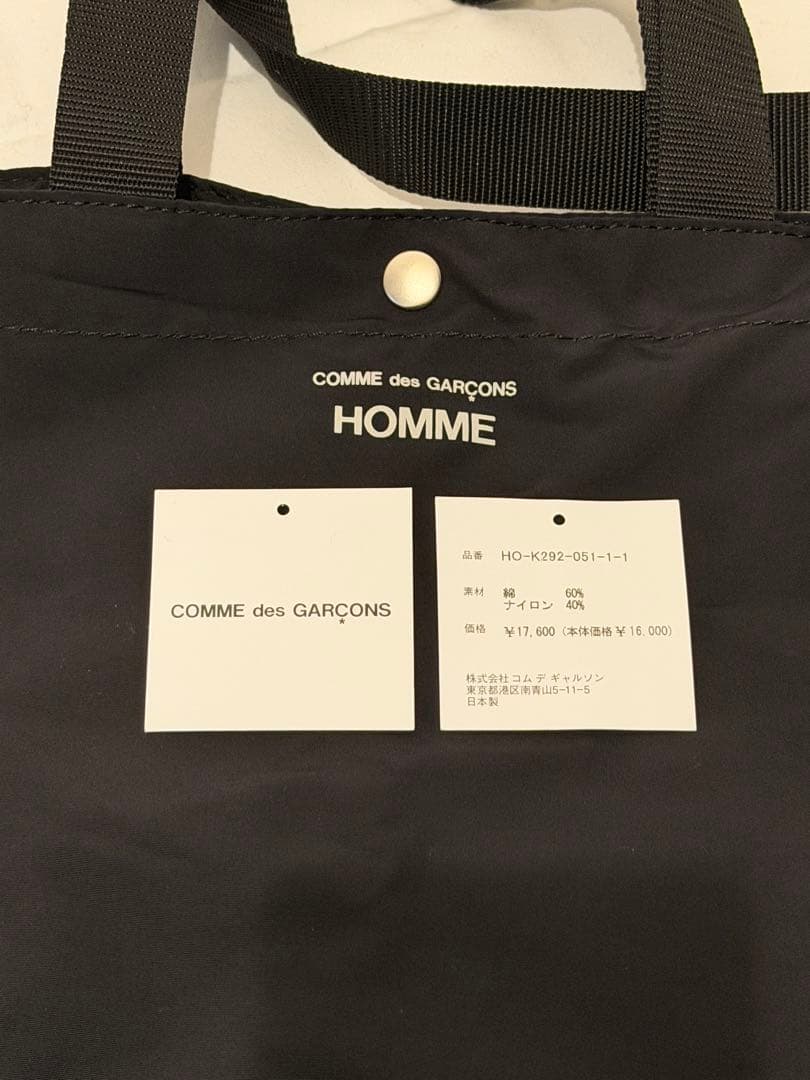 COMME des GARÇONS
HOMME
COMME des GARÇONS
品番 HO-K292-051-1-1
素材 綿 60%
ナイロン 40%
価格 ¥17,600 (本体価格 ¥ 16,000)
株式会社 コム デ ギャルソン
東京都港区南青山5-11-5
日本製